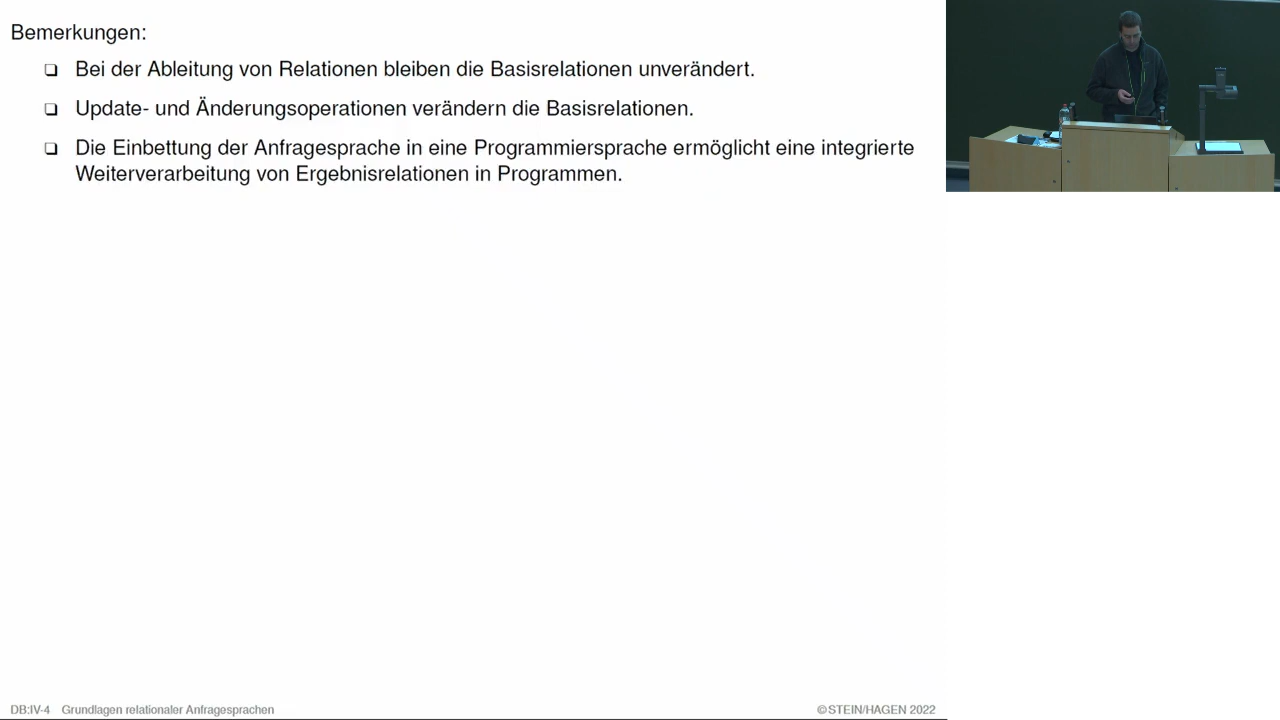 Bemerkungen:
❏ Bei der Ableitung von Relationen bleiben die Basisrelationen unverändert.
❏ Update- und Änderungsoperationen verändern die Basisrelationen.
❏ Die Einbettung der Anfragesprache in eine Programmiersprache ermöglicht eine integrierte
Weiterverarbeitung von Ergebnisrelationen in Programmen.
DB:IV-4 Grundlagen relationaler Anfragesprachen
©STEIN/HAGEN 2022